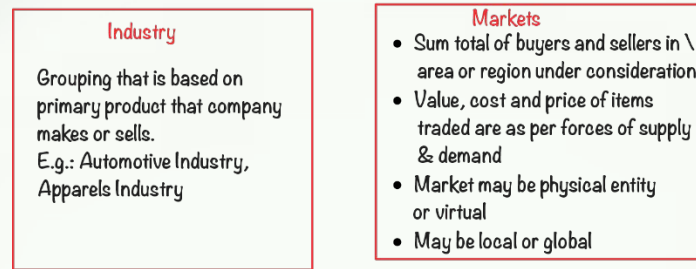 Industry
Grouping that is based on
primary product that company
makes or sells.
E.g.: Automotive Industry,
Apparels Industry
Markets
• Sum total of buyers and sellers in \
area or region under consideration
• Value, cost and price of items
traded are as per forces of supply
& demand
• Market may be physical entity
or virtual
• May be local or global